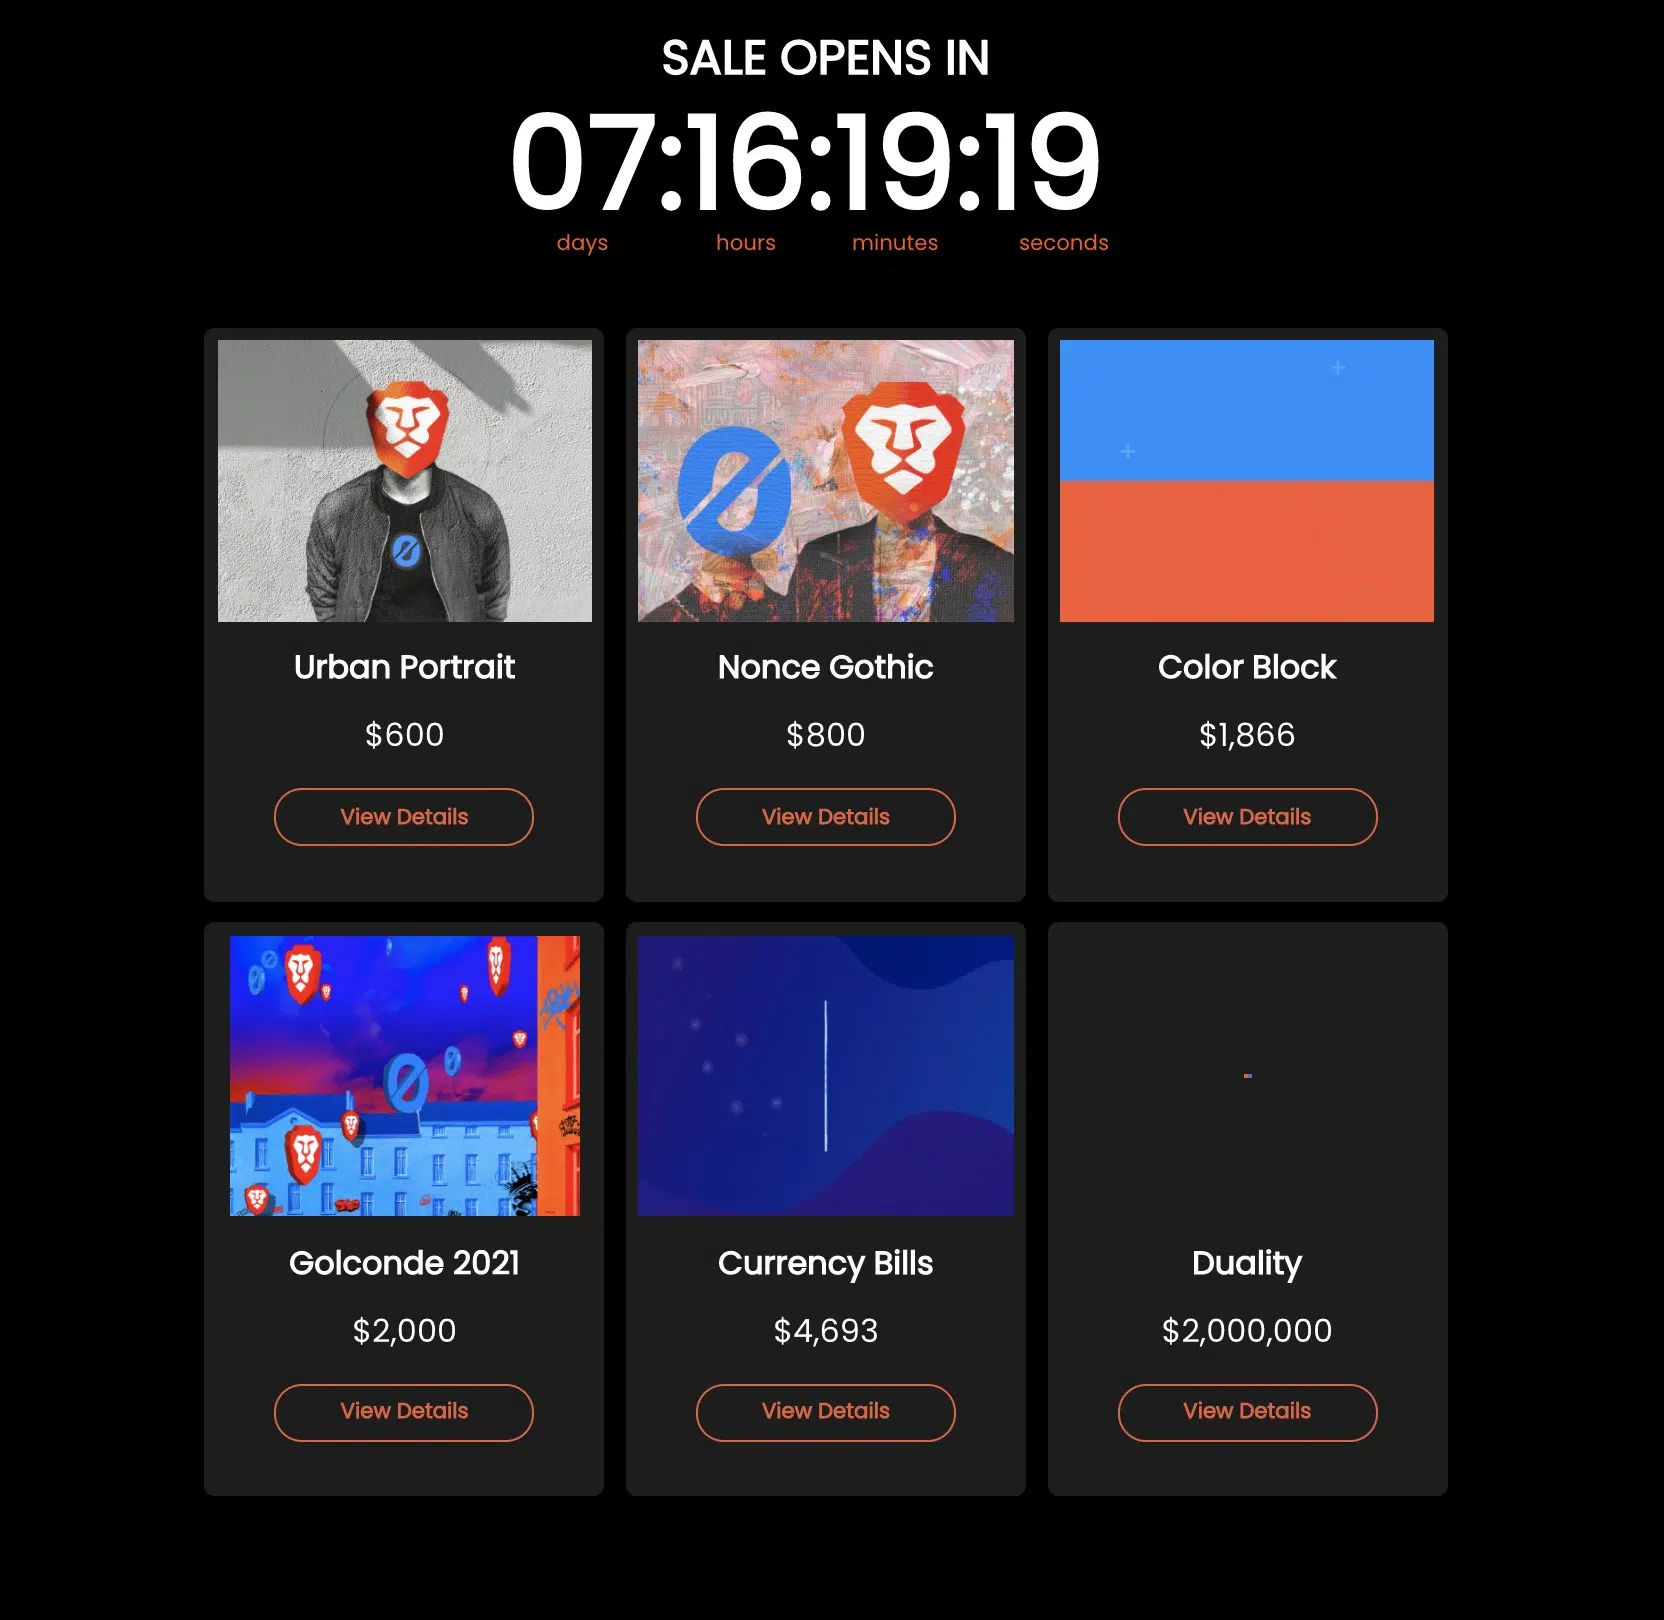 SALE OPENS IN
07:16:19:19
days hours minutes seconds
Urban Portrait
$600
View Details
Nonce Gothic
$800
View Details
Color Block
$1,866
View Details
Golconde 2021
$2,000
View Details
Currency Bills
$4,693
View Details
Duality
$2,000,000
View Details